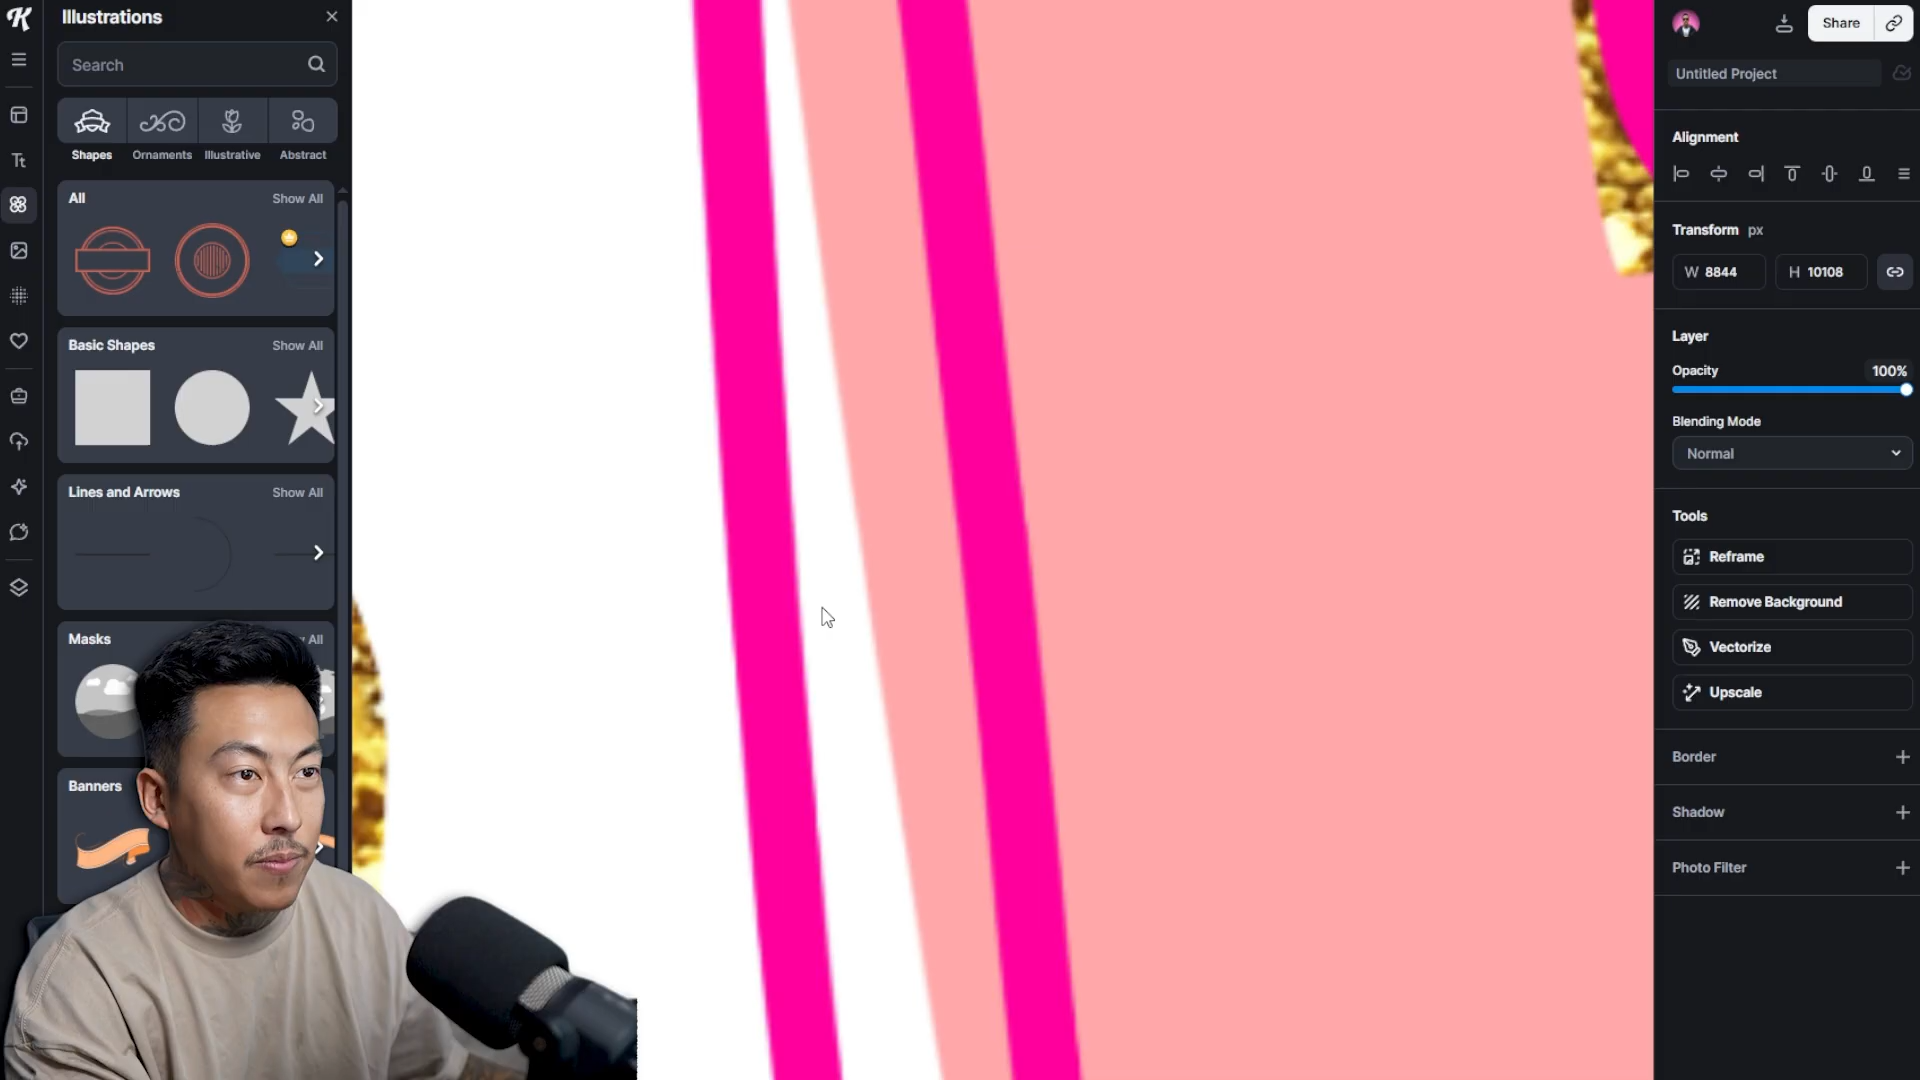 Illustrations
Search
Shapes
Ornaments
Illustrative
Abstract
All
Show All
Basic Shapes
Show All
Lines and Arrows
Show All
Masks
All
Banners
Share
Untitled Project
Alignment
Transform px
W 8844
H 10108
Layer
Opacity
100%
Blending Mode
Normal
Tools
Reframe
Remove Background
Vectorize
Upscale
Border
Shadow
Photo Filter